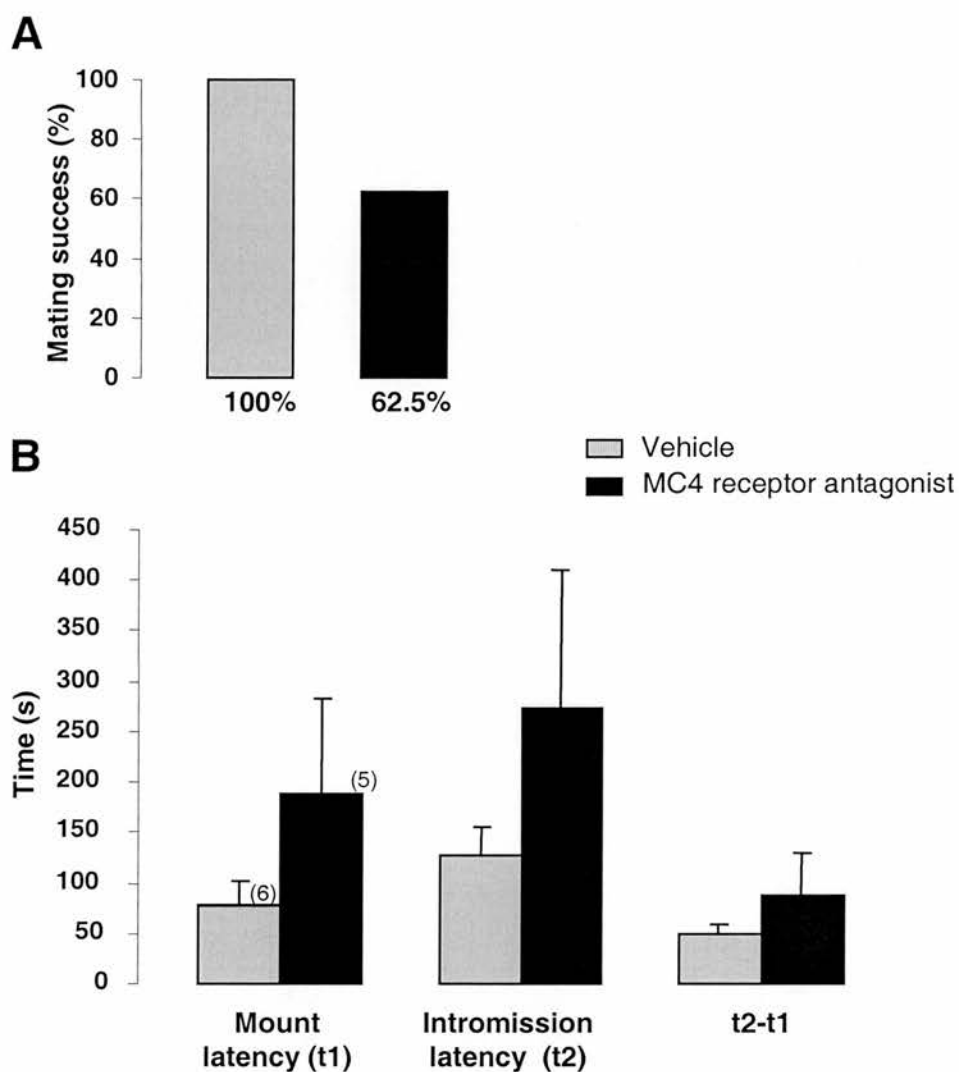 A
Mating success (%)
100
80
60
40
20
0
100%
62.5%
B
Vehicle
MC4 receptor antagonist
Time (s)
450
400
350
300
250
200
150
100
50
0
(6)
(5)
Mount
latency (t1)
Intromission
latency (t2)
t2-t1